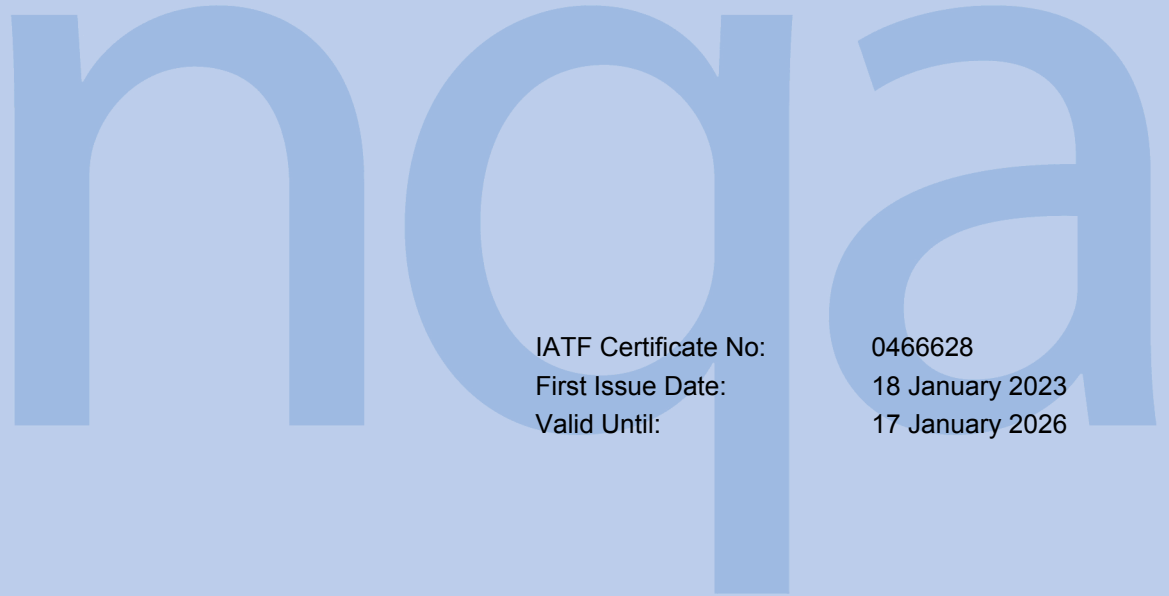 nqa
IATF Certificate No: 0466628
First Issue Date: 18 January 2023
Valid Until: 17 January 2026